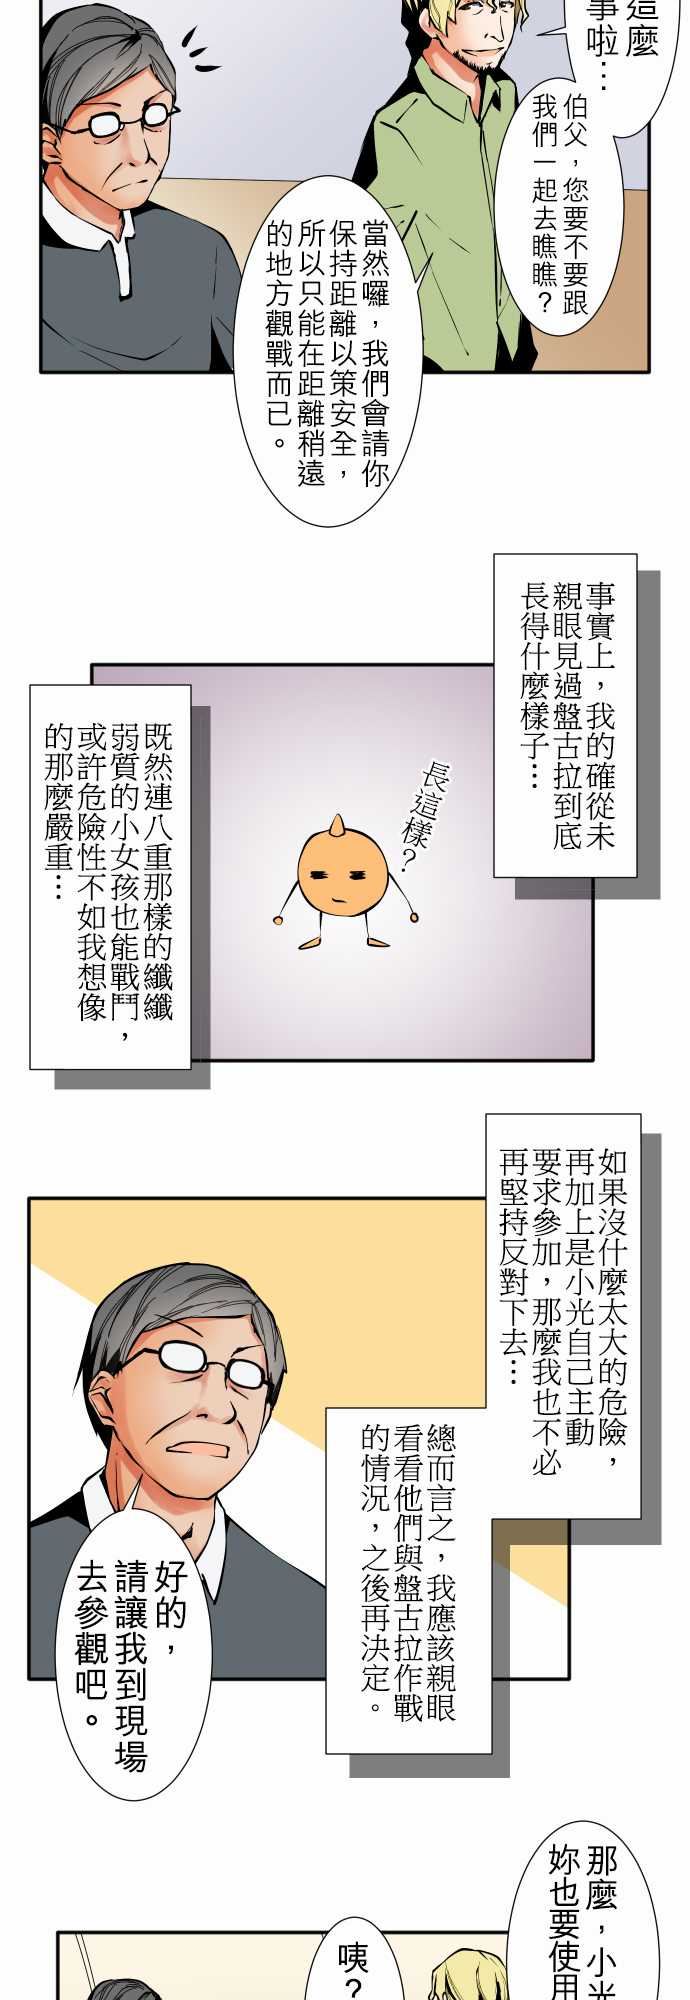 這麼
事啦…
伯父，您要不要跟
我們一起去瞧瞧？
當然囉，我們會請你
保持距離以策安全，
所以只能在距離稍遠
的地方觀戰而已。
事實上，我的確從未
親眼見過盤古拉到底
長得什麼樣子…
長這樣？
既然連八重那樣的纖纖
弱質的小女孩也能戰鬥，
或許危險性不如我想像
的那麼嚴重…
如果沒什麼太大的危險，
再加上是小光自己主動
要求參加，那麼我也不必
再堅持反對下去…
總而言之，我應該親眼
看看他們與盤古拉作戰
的情況，之後再決定。
好的，
請讓我到現場
去參觀吧。
那麼，小光
妳也要使用
咦？